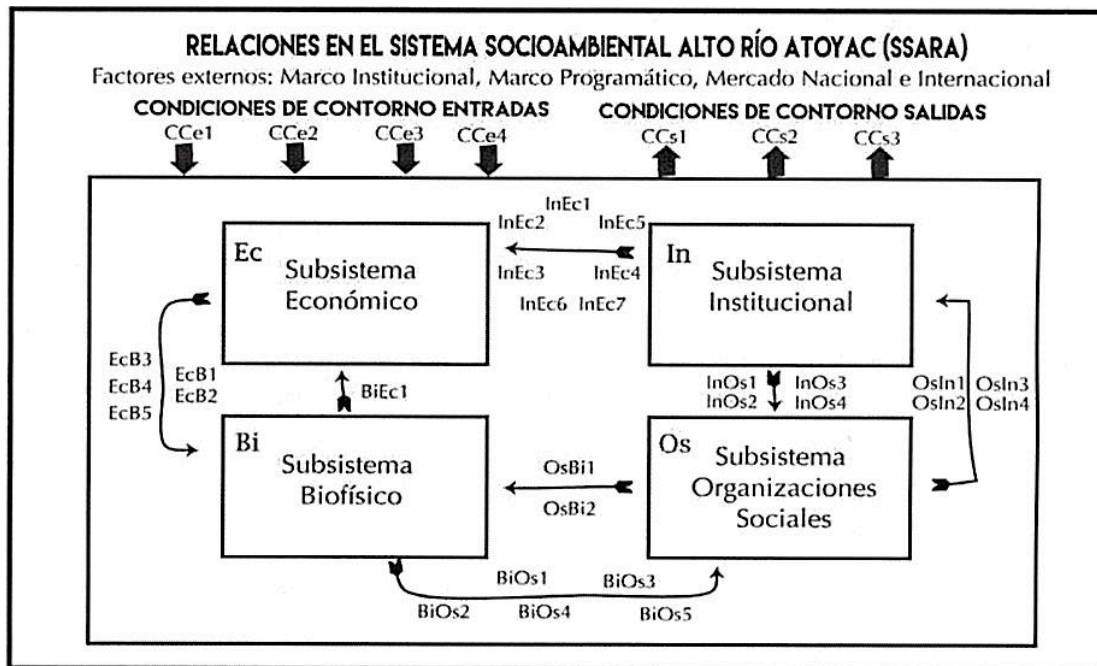 RELACIONES EN EL SISTEMA SOCIOAMBIENTAL ALTO RÍO ATOYAC (SSARA)
Factores externos: Marco Institucional, Marco Programático, Mercado Nacional e Internacional
CONDICIONES DE CONTORNO ENTRADAS
CONDICIONES DE CONTORNO SALIDAS
CCe1 CCe2 CCe3 CCe4
CCs1 CCs2 CCs3
Ec
Subsistema
Económico
InEc1
InEc2 InEc5
InEc3 InEc4
InEc6 InEc7
In
Subsistema
Institucional
EcB3
EcB4
EcB5
EcB1
EcB2
BiEc1
InOs1 InOs3
InOs2 InOs4
OsIn1 OsIn3
OsIn2 OsIn4
Bi
Subsistema
Biofísico
OsBi1
OsBi2
Os
Subsistema
Organizaciones
Sociales
BiOs1 BiOs3
BiOs2 BiOs4 BiOs5